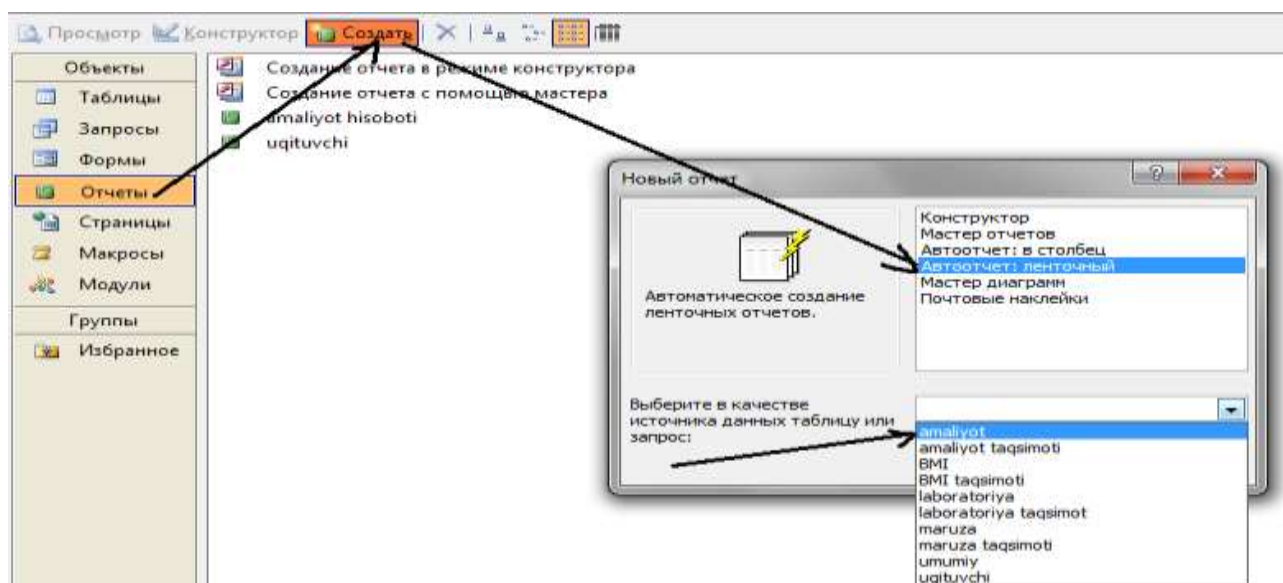 Просмотр Конструктор Создать
Объекты
Таблицы
Запросы
Формы
Отчеты
Страницы
Макросы
Модули
Группы
Избранное
Создание отчета в режиме конструктора
Создание отчета с помощью мастера
amaliyot hisoboti
uqituvchi
Новый отчет
Автоматическое создание
ленточных отчетов.
Конструктор
Мастер отчетов
Автоотчет: в столбец
Автоотчет: ленточный
Мастер диаграмм
Почтовые наклейки
Выберите в качестве
источника данных таблицу или
запрос:
amaliyot
amaliyot taqsimoti
BMI
BMI taqsimoti
laboratoriya
laboratoriya taqsimot
maruza
maruza taqsimoti
umumiy
uqituvchi